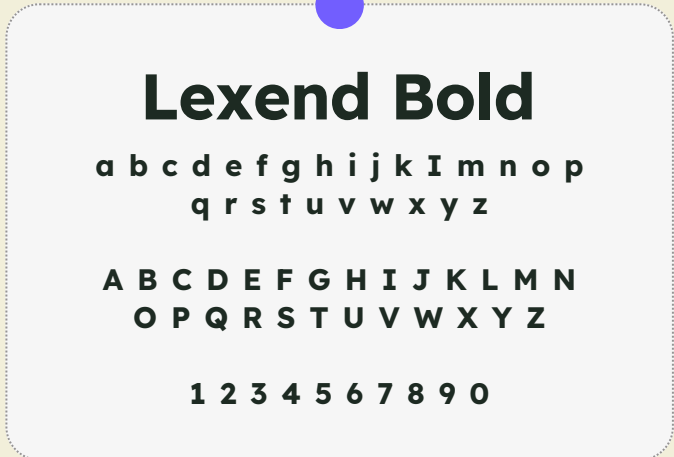 Lexend Bold
a b c d e f g h i j k I m n o p
q r s t u v w x y z
A B C D E F G H I J K L M N
O P Q R S T U V W X Y Z
1 2 3 4 5 6 7 8 9 0